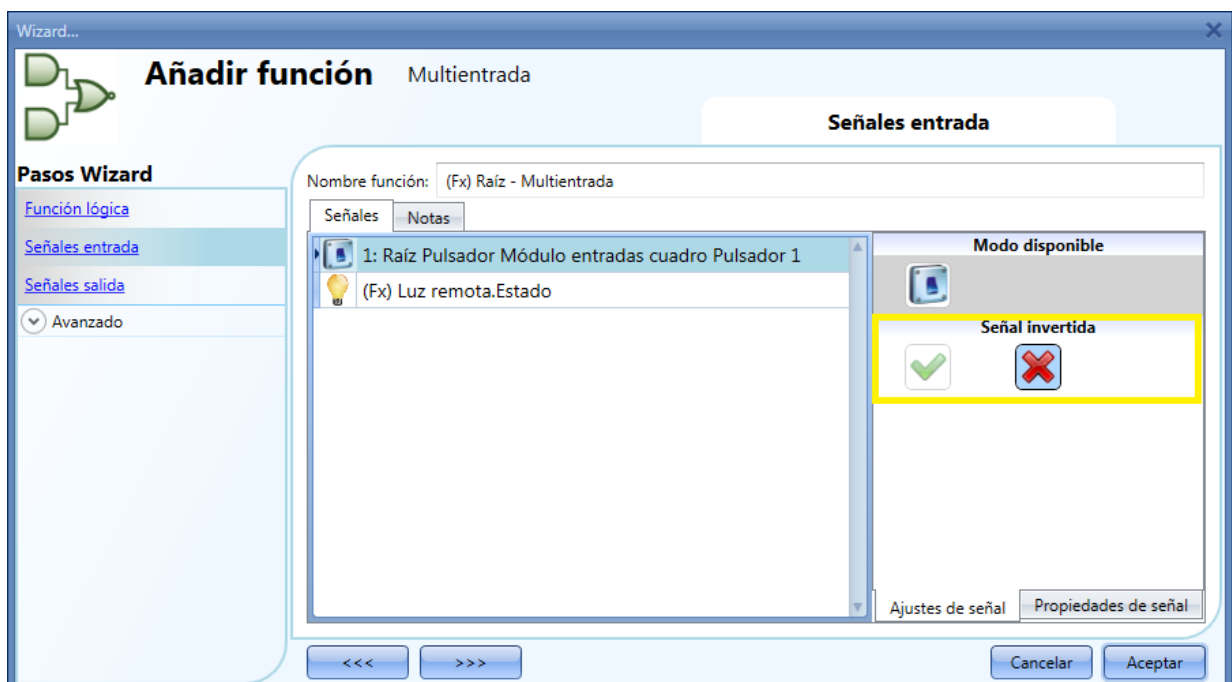 Wizard...
Añadir función Multientrada
Señales entrada
Pasos Wizard
Función lógica
Señales entrada
Señales salida
Avanzado
Nombre función: (Fx) Raíz - Multientrada
Señales Notas
1: Raíz Pulsador Módulo entradas cuadro Pulsador 1
(Fx) Luz remota.Estado
Modo disponible
Señal invertida
Ajustes de señal Propiedades de señal
<<< >>> Cancelar Aceptar